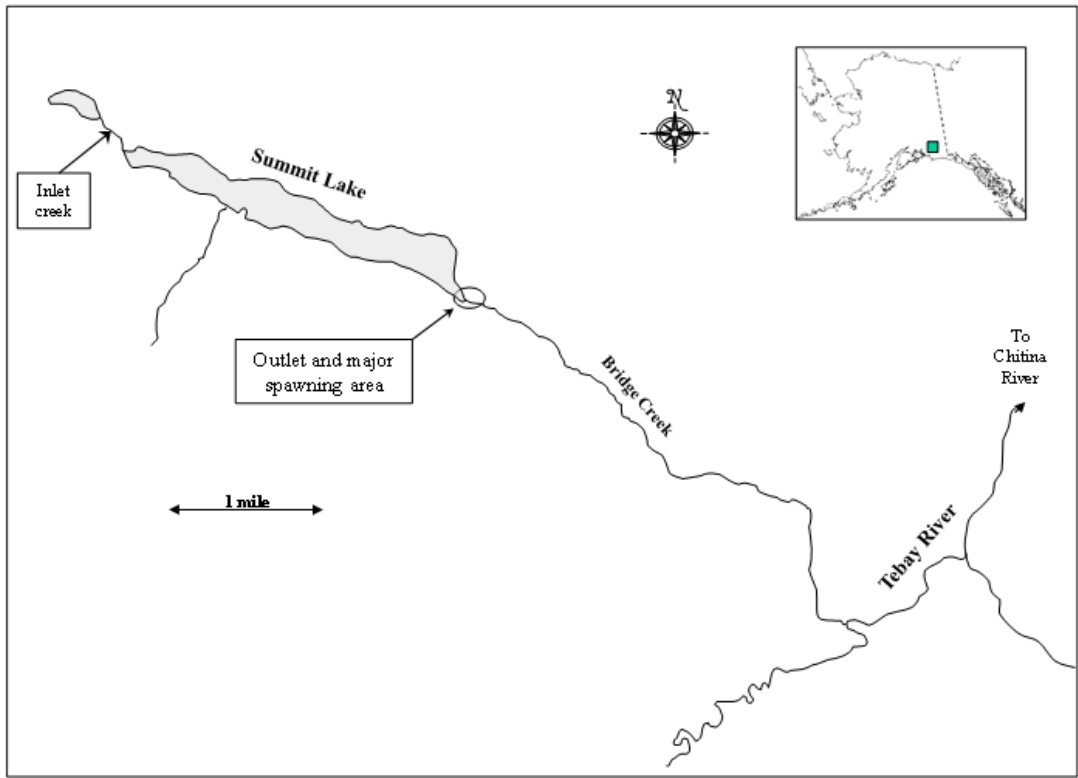 N
Summit Lake
Inlet
creek
Outlet and major
spawning area
Bridge Creek
To
Chitina
River
1 mile
Tebay River